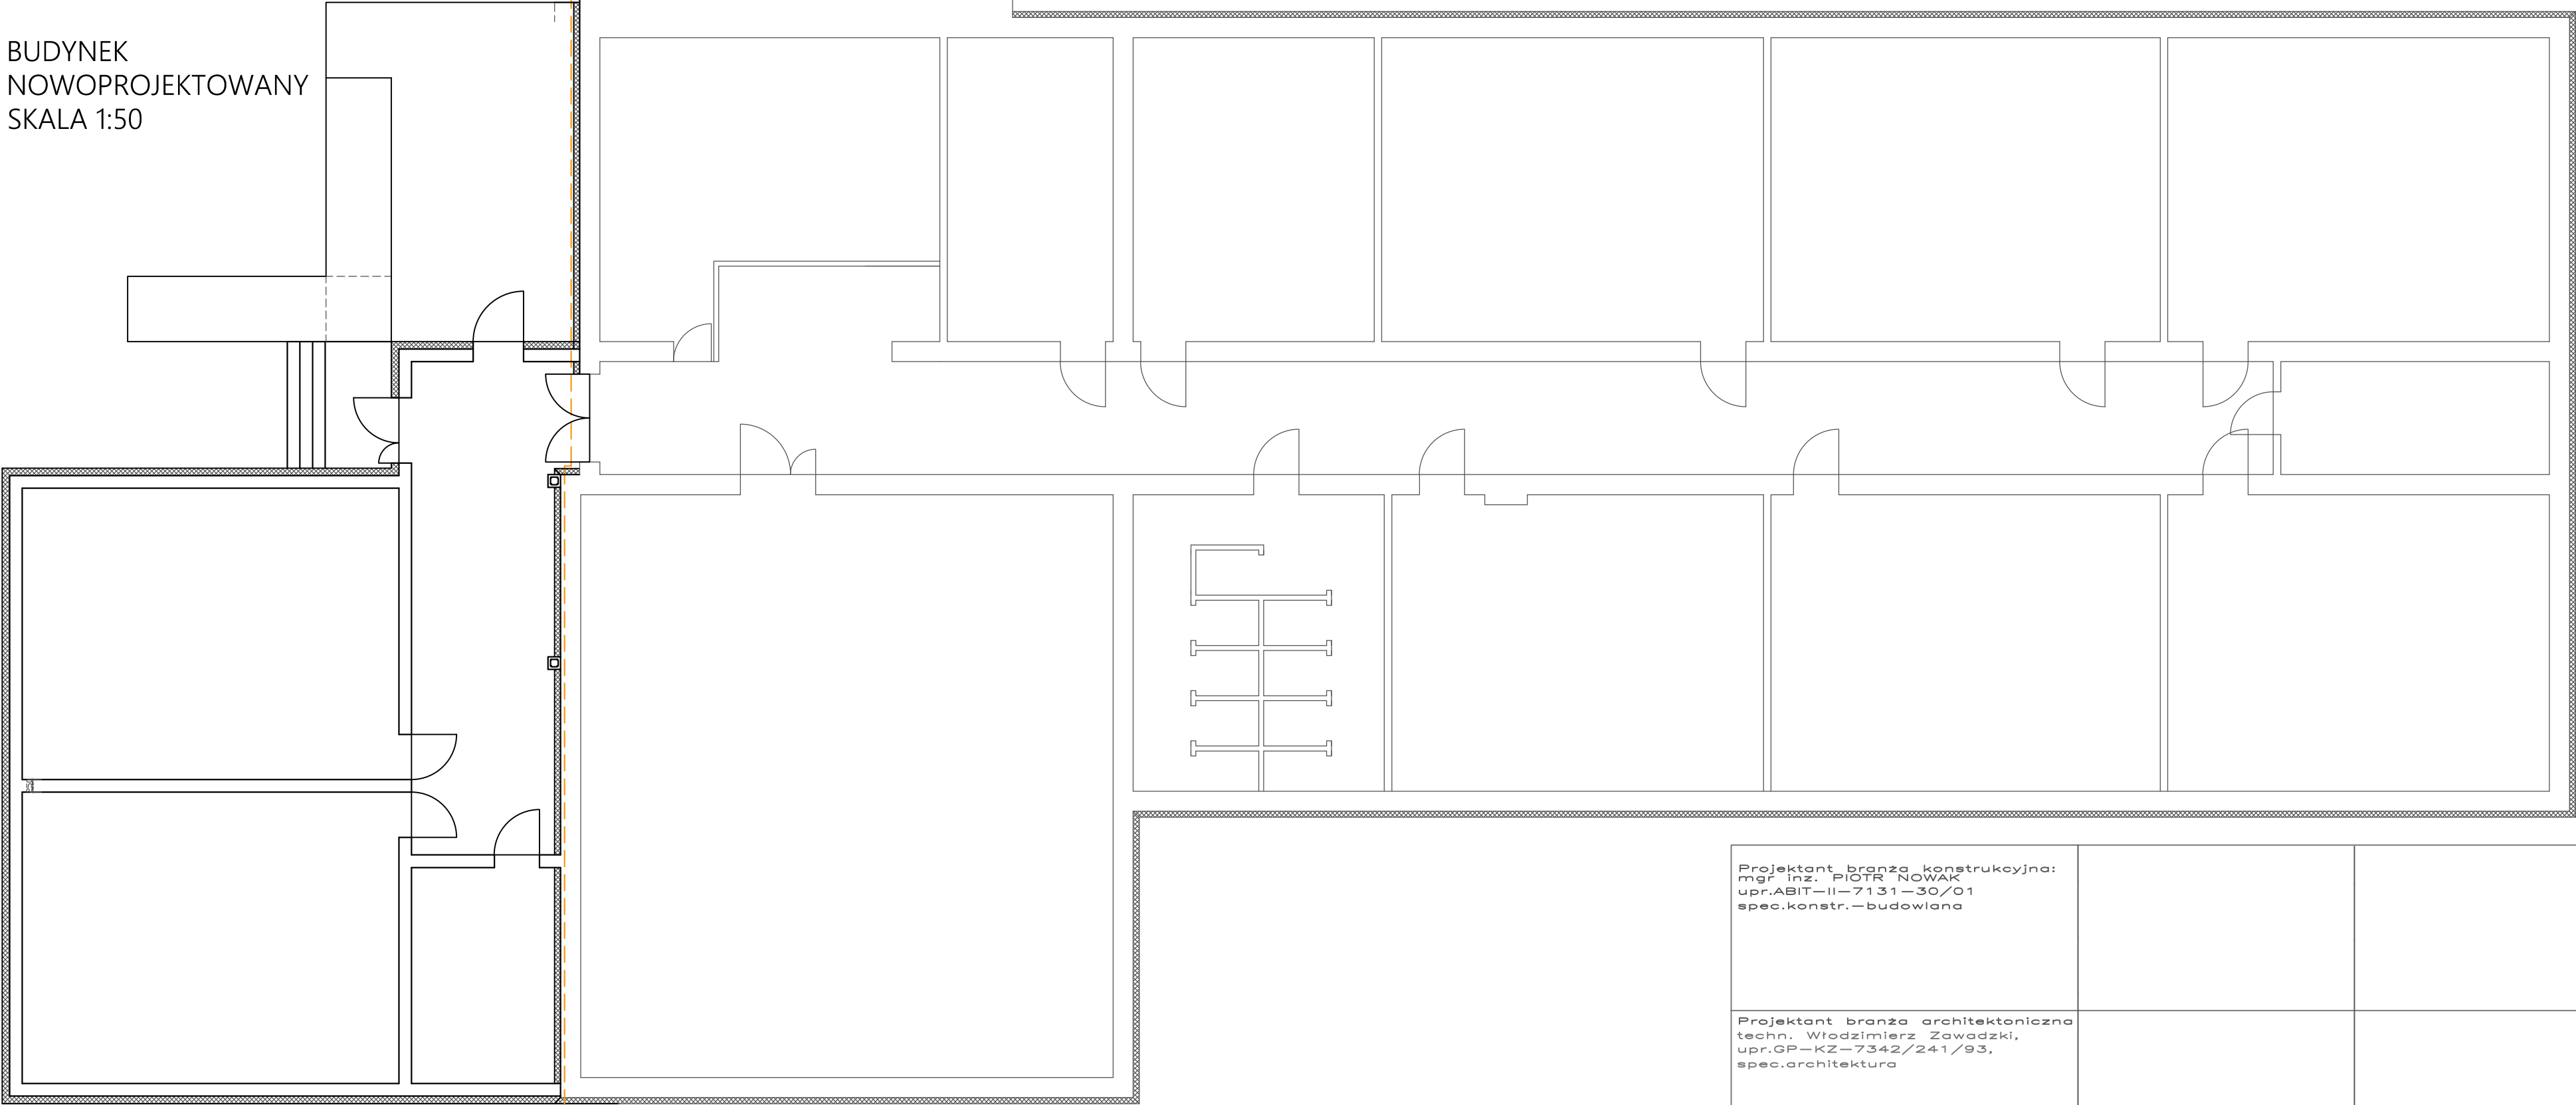 BUDYNEK
NOWOPROJEKTOWANY
SKALA 1:50
Projektant branża konstrukcyjna:
mgr inz. PIOTR NOWAK
upr.ABIT-II-7131-30/01
spec.konstr.-budowlana
Projektant branża architektoniczna
techn. Włodzimierz Zawadzki,
upr.GP-KZ-7342/241/93,
spec.architektura